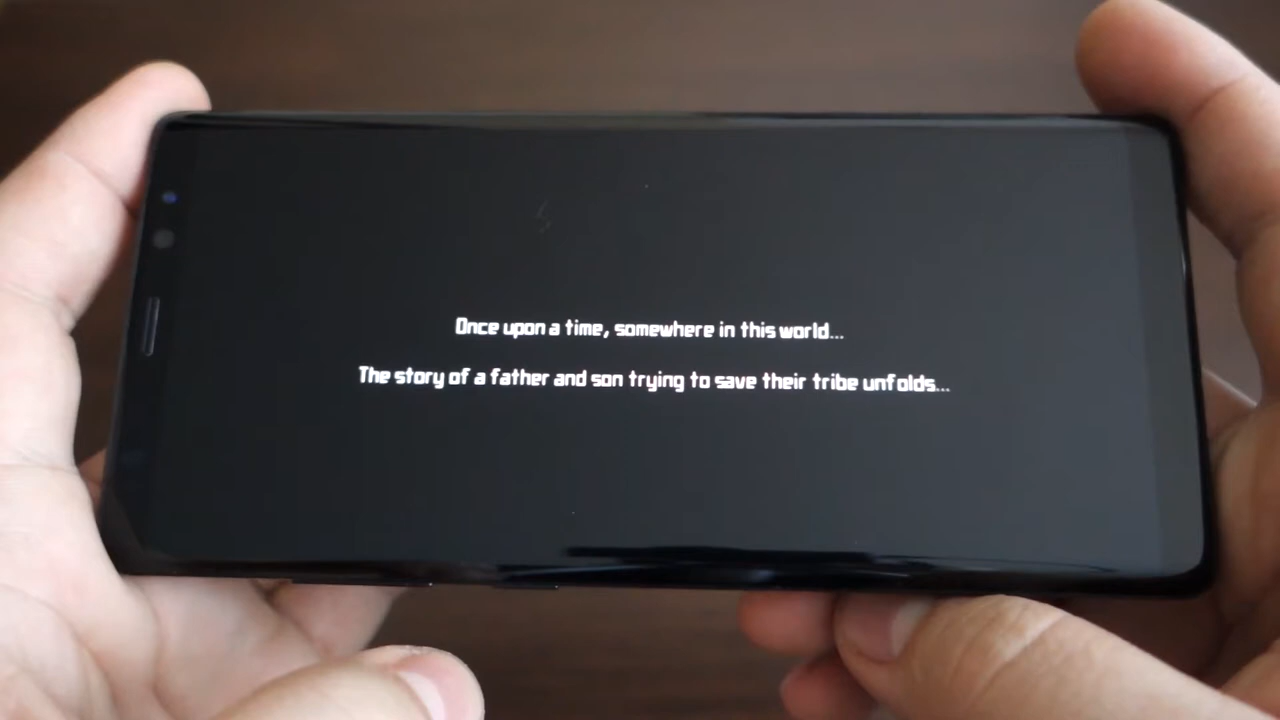 Once upon a time, somewhere in this world...
The story of a father and son trying to save their tribe unfolds...